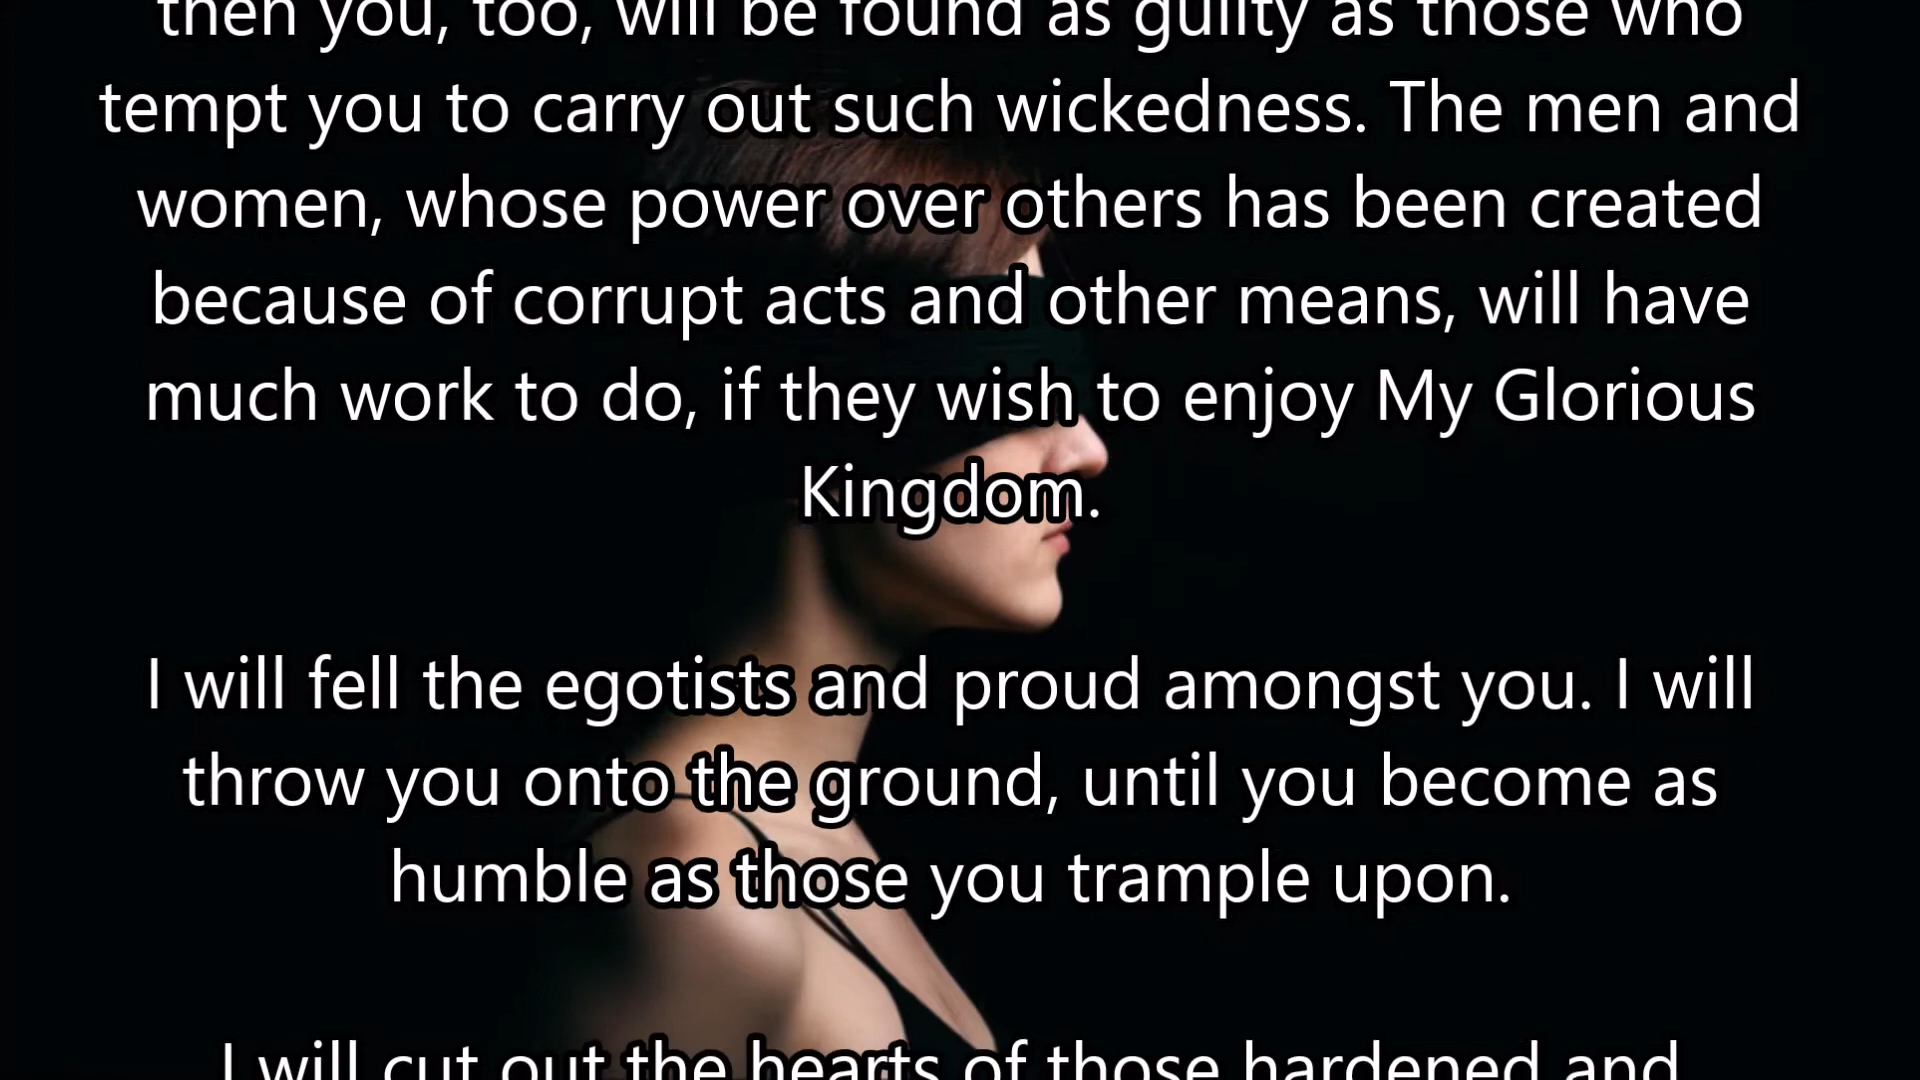 then you, too, will be found as guilty as those who
tempt you to carry out such wickedness. The men and
women, whose power over others has been created
because of corrupt acts and other means, will have
much work to do, if they wish to enjoy My Glorious
Kingdom.
I will fell the egotists and proud amongst you. I will
throw you onto the ground, until you become as
humble as those you trample upon.
I will cut out the hearts of those hardened and